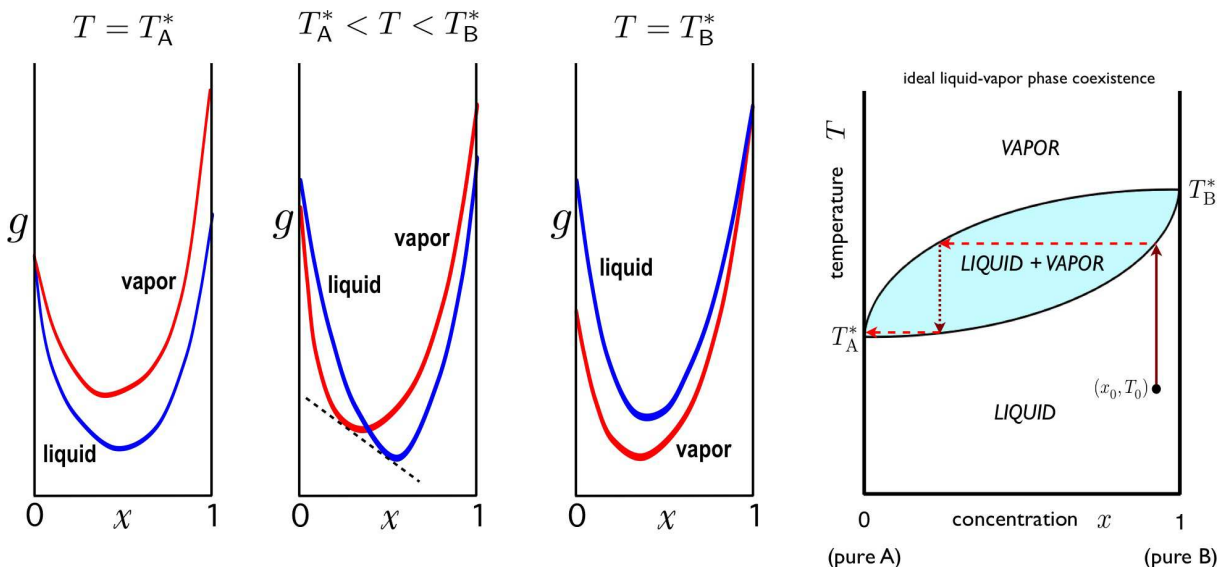 T = T*A
T*A < T < T*B
T = T*B
g
vapor
liquid
0
x
1
g
vapor
liquid
0
x
1
g
liquid
vapor
0
x
1
ideal liquid-vapor phase coexistence
T
temperature
VAPOR
T*B
LIQUID + VAPOR
T*A
(x0, T0)
LIQUID
0
concentration x
1
(pure A)
(pure B)